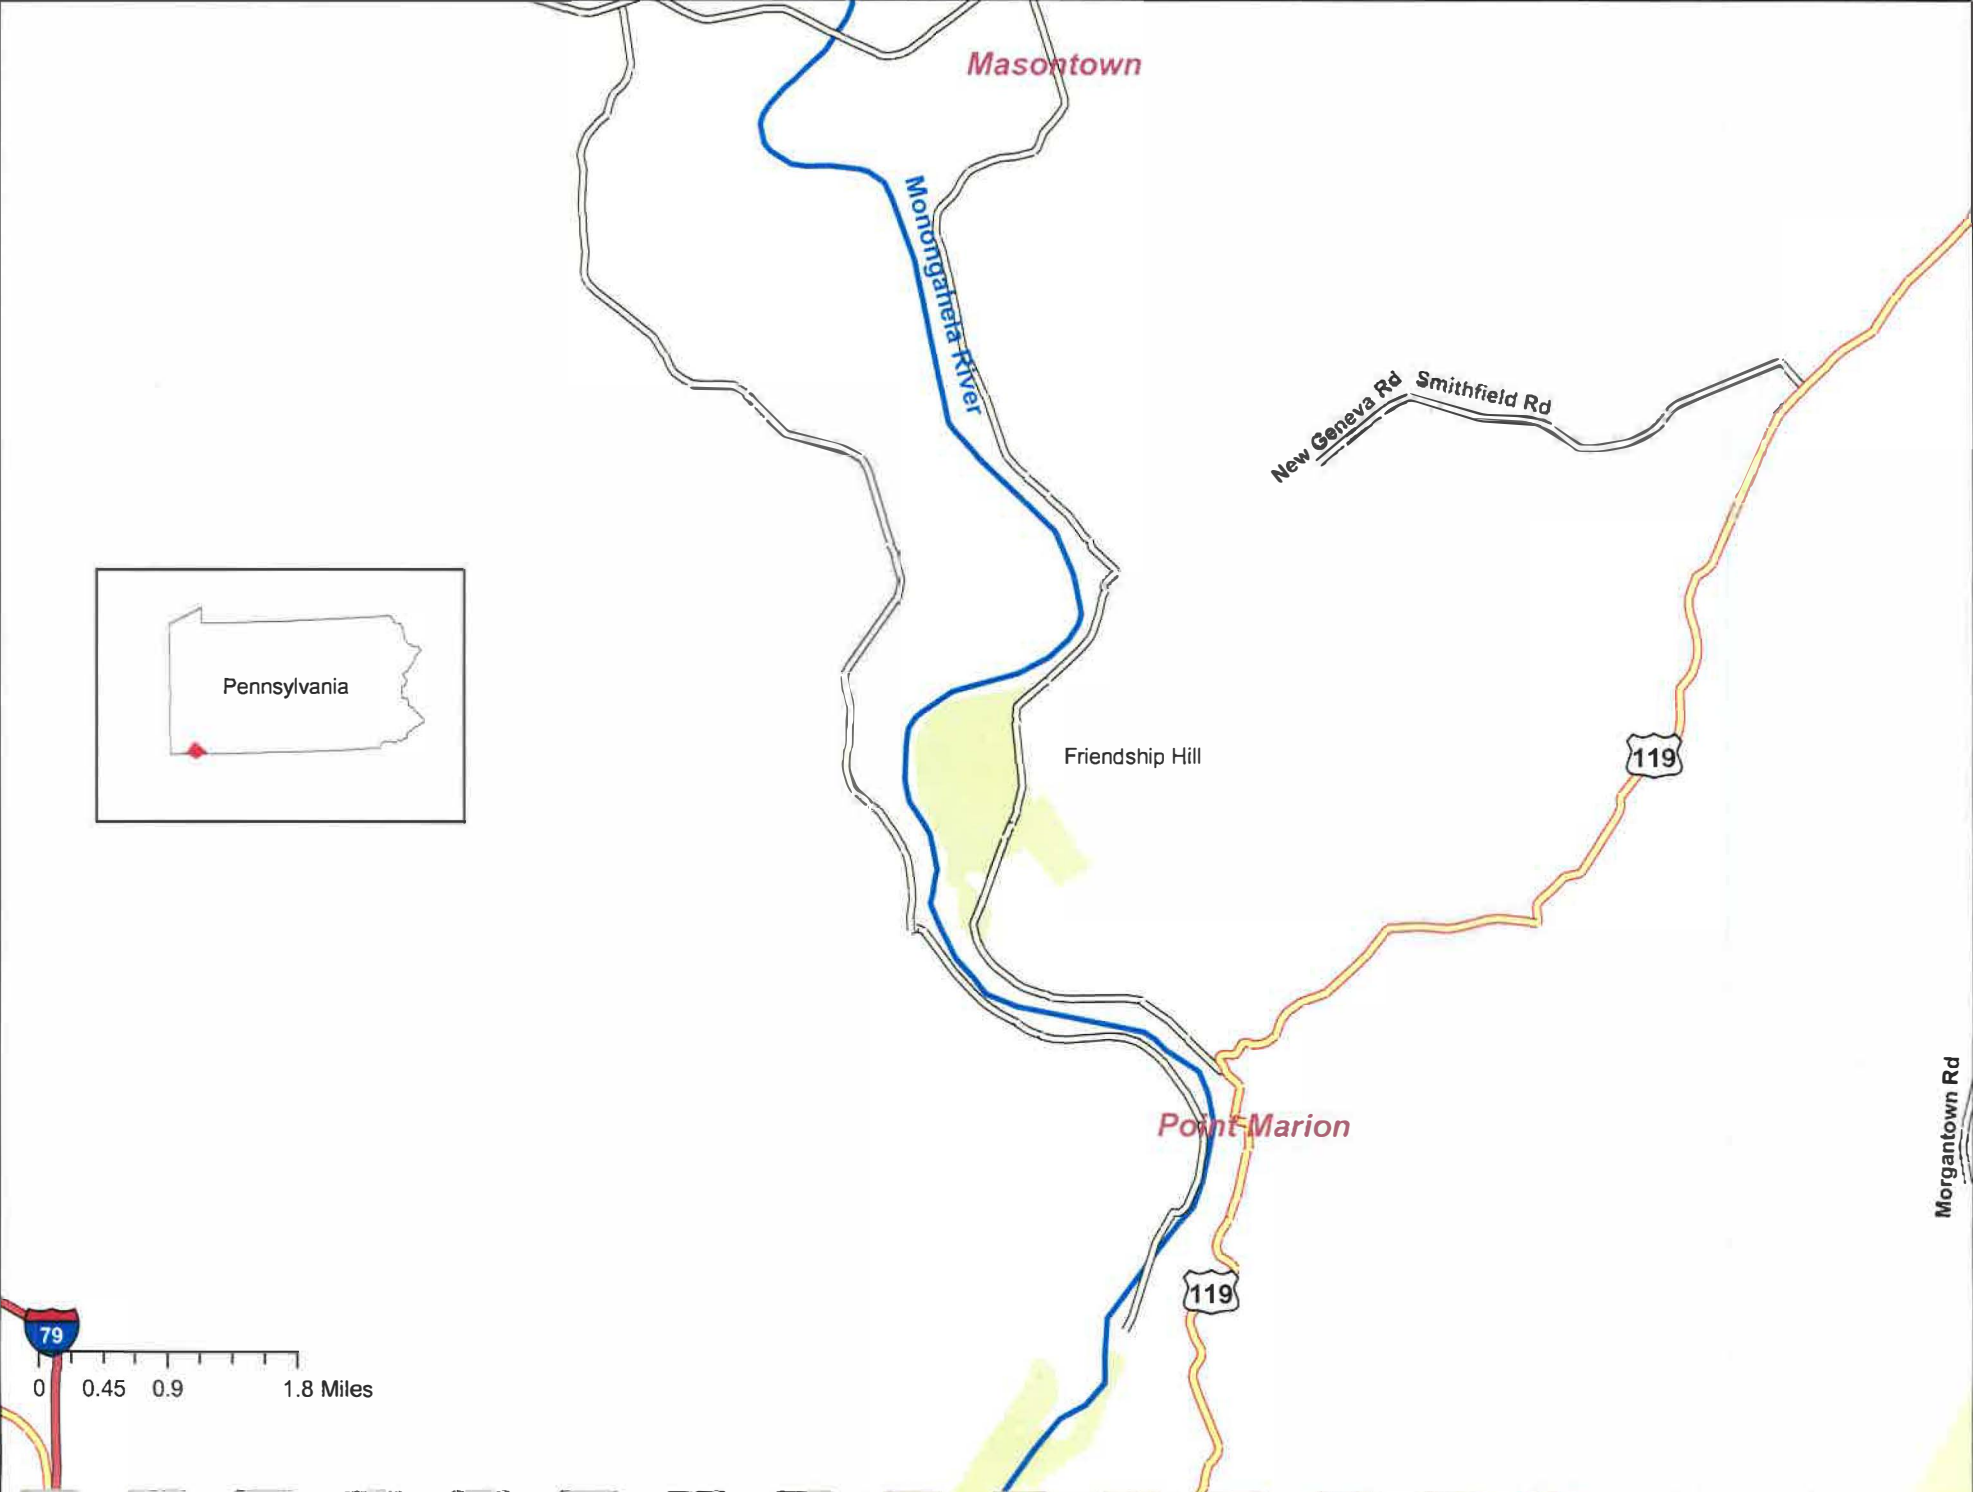 Masontown
Monongahela River
New Geneva Rd
Smithfield Rd
Pennsylvania
Friendship Hill
119
Point Marion
Morgantown Rd
119
79
0 0.45 0.9 1.8 Miles